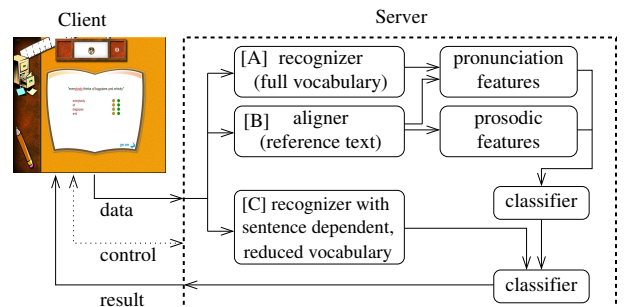 Client
Server
[A] recognizer
(full vocabulary)
pronunciation
features
[B] aligner
(reference text)
prosodic
features
[C] recognizer with
sentence dependent,
reduced vocabulary
classifier
classifier
data
control
result